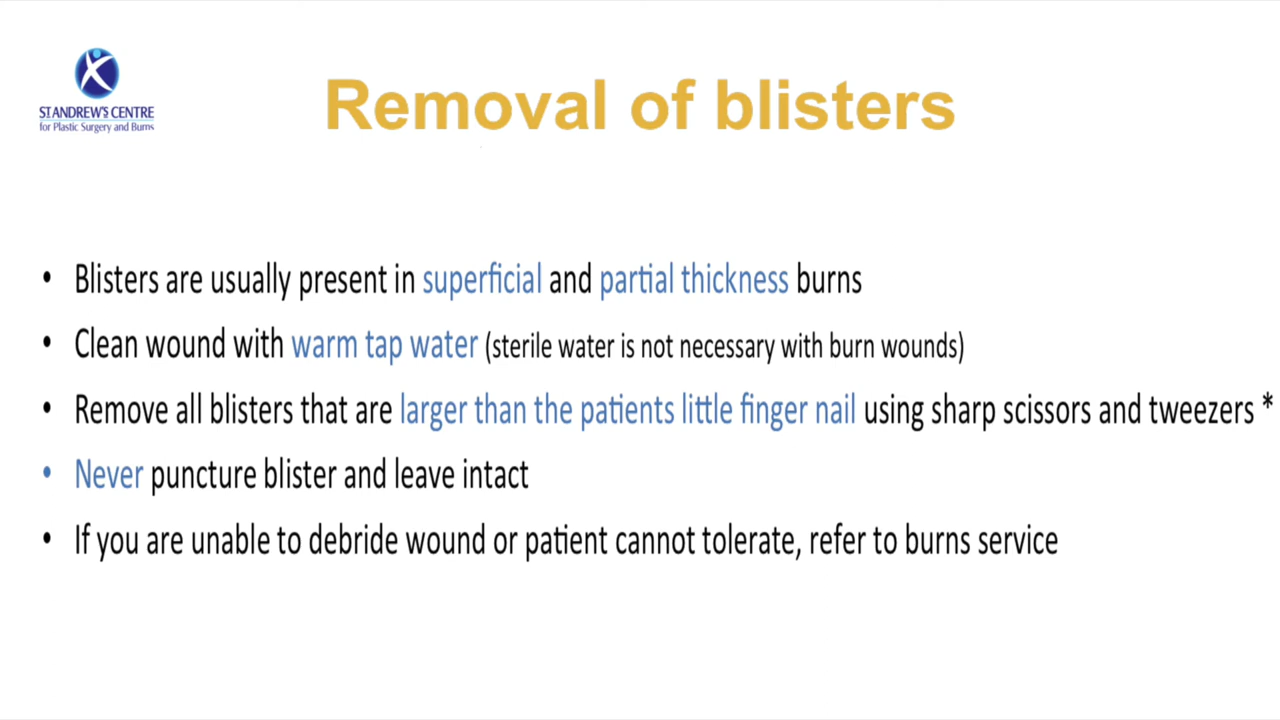 ST ANDREW'S CENTRE
for Plastic Surgery and Burns
Removal of blisters
• Blisters are usually present in superficial and partial thickness burns
• Clean wound with warm tap water (sterile water is not necessary with burn wounds)
• Remove all blisters that are larger than the patients little finger nail using sharp scissors and tweezers *
• Never puncture blister and leave intact
• If you are unable to debride wound or patient cannot tolerate, refer to burns service